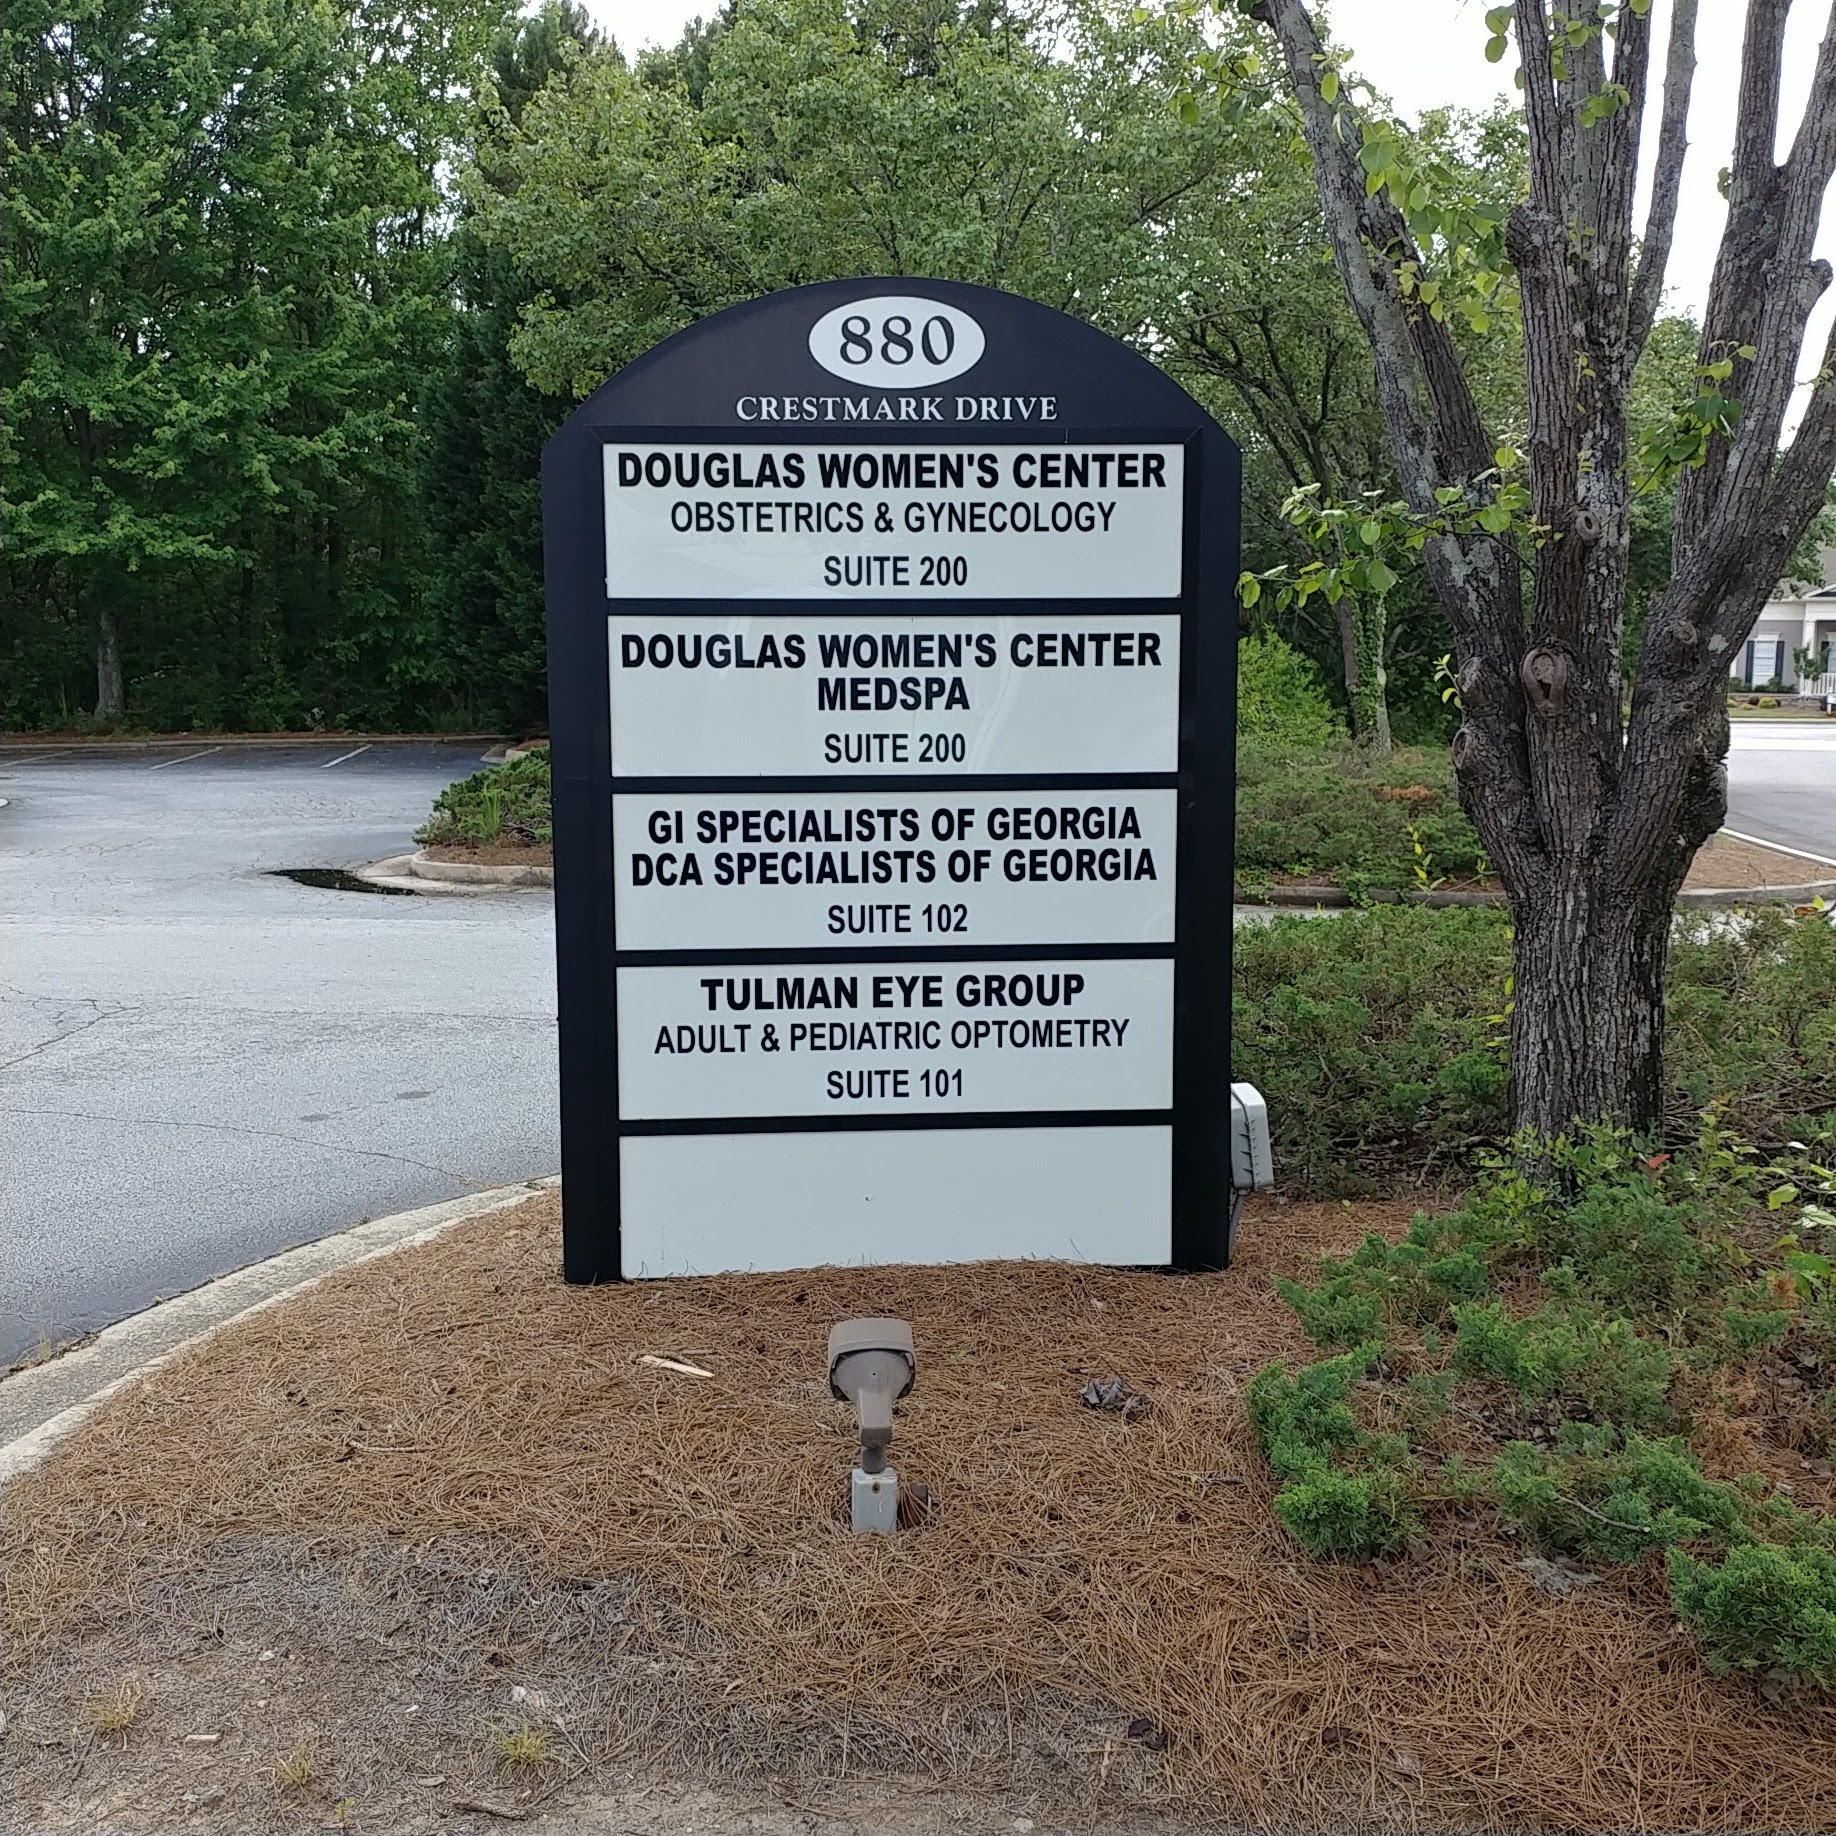 880
CRESTMARK DRIVE
DOUGLAS WOMEN'S CENTER
OBSTETRICS & GYNECOLOGY
SUITE 200
DOUGLAS WOMEN'S CENTER
MEDSPA
SUITE 200
GI SPECIALISTS OF GEORGIA
DCA SPECIALISTS OF GEORGIA
SUITE 102
TULMAN EYE GROUP
ADULT & PEDIATRIC OPTOMETRY
SUITE 101